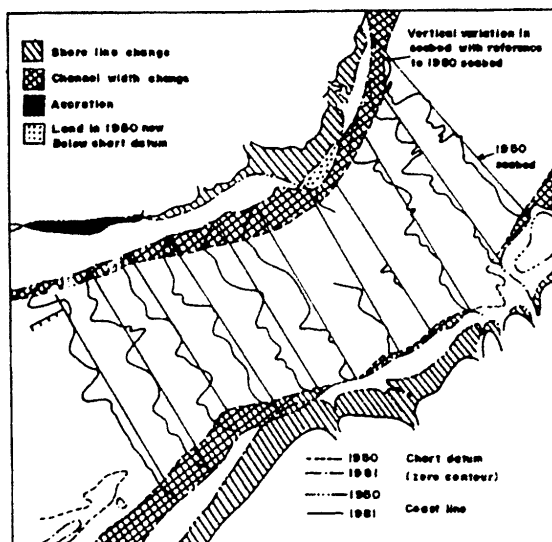 Shore line change
Channel width change
Accretion
Land in 1950 now
Below chart datum
Vertical variation in
seabed with reference
to 1950 seabed
1950
seabed
1950 Chart datum
1981 (zero contour)
1950
1981 Coast line